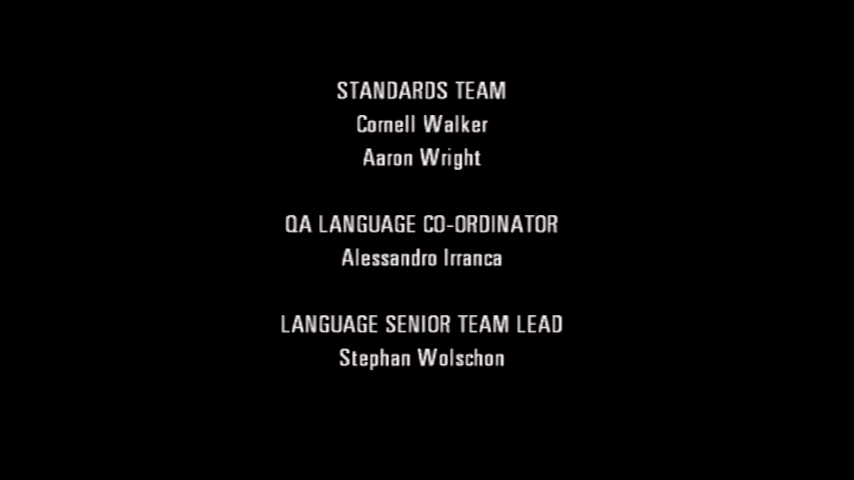 STANDARDS TEAM
Cornell Walker
Aaron Wright
QA LANGUAGE CO-ORDINATOR
Alessandro Irranca
LANGUAGE SENIOR TEAM LEAD
Stephan Wolschon